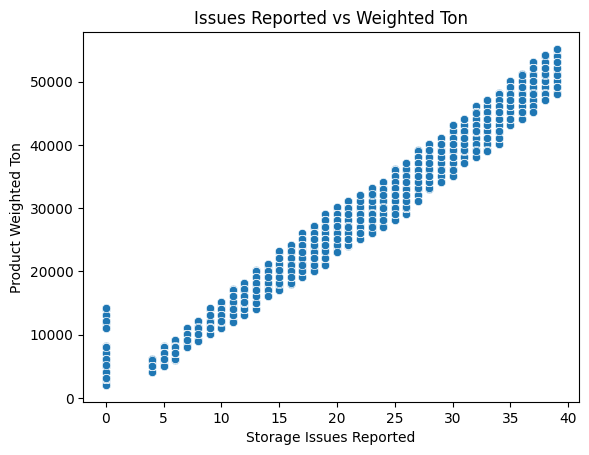 Issues Reported vs Weighted Ton
Product Weighted Ton
50000
40000
30000
20000
10000
0
0 5 10 15 20 25 30 35 40
Storage Issues Reported